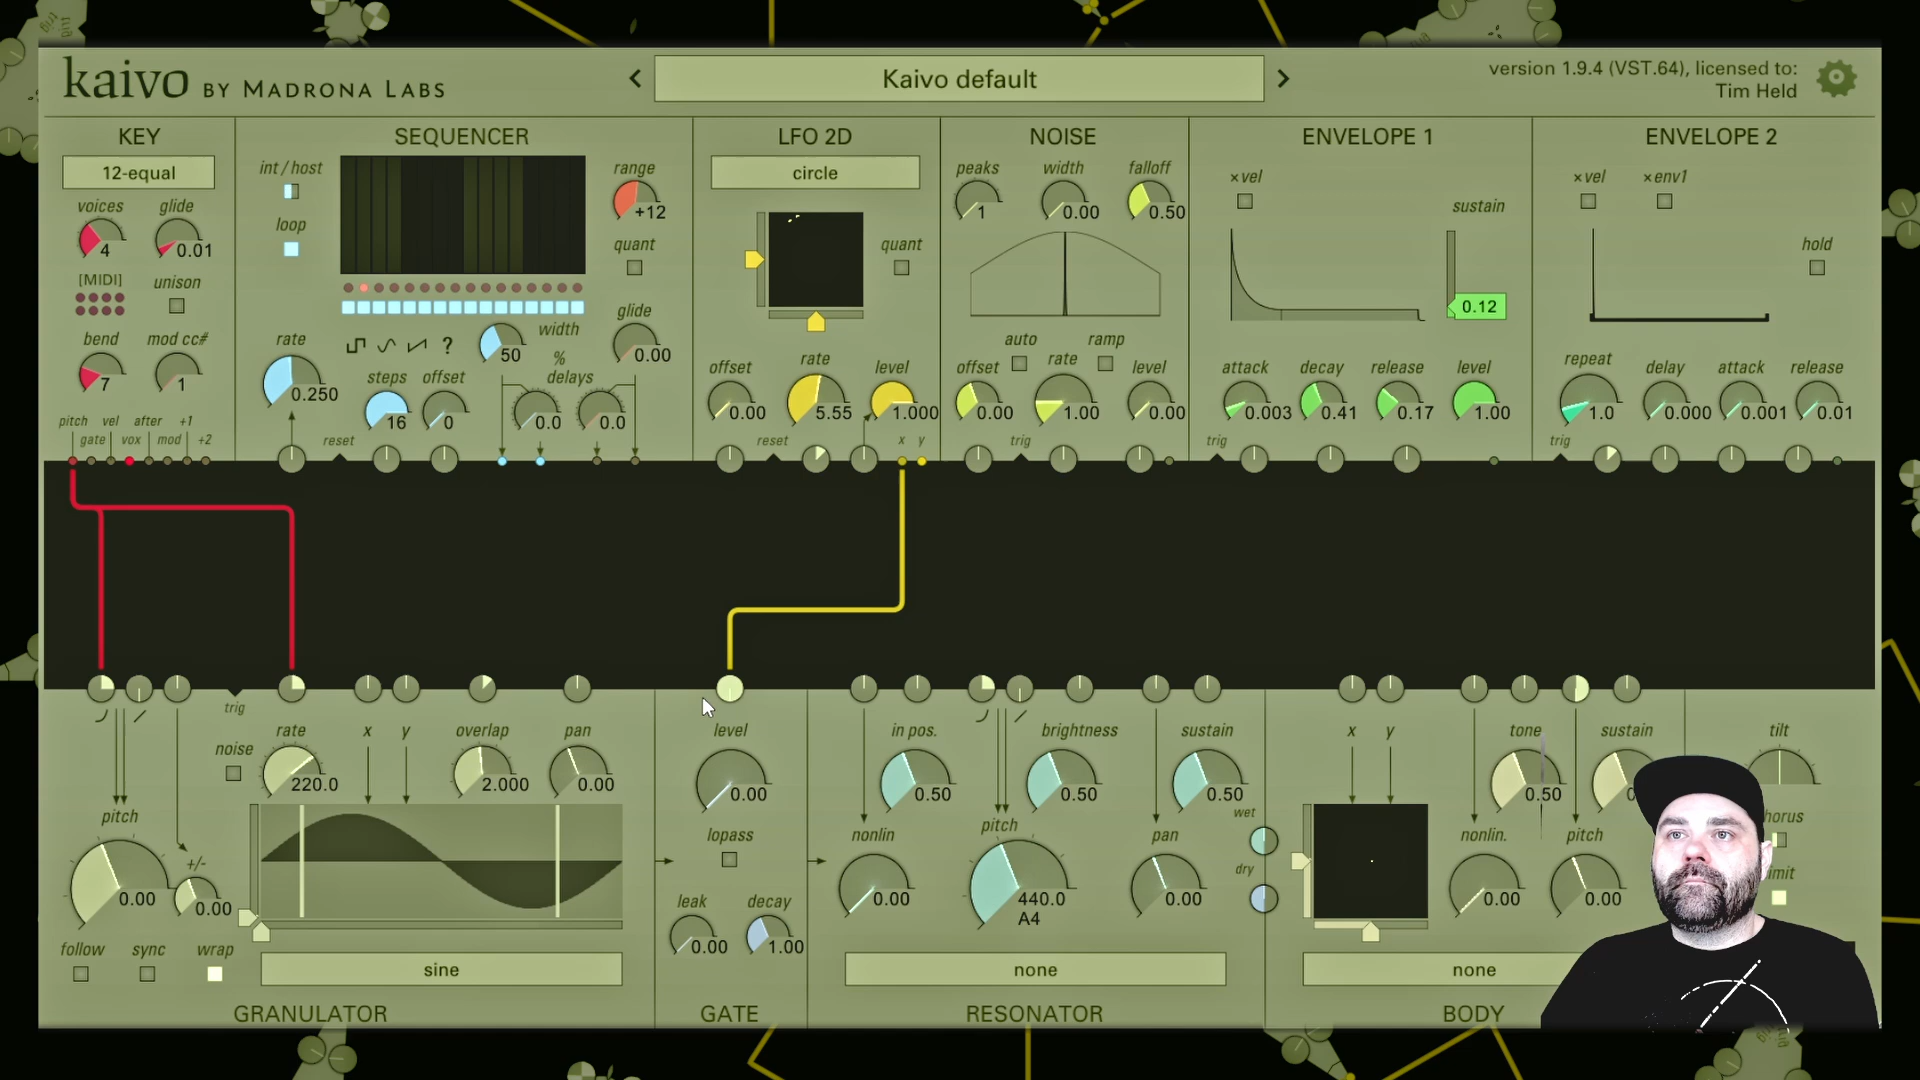 kaivo BY MADRONA LABS
Kaivo default
version 1.9.4 (VST.64), licensed to:
Tim Held
KEY
12-equal
voices glide
4 0.01
[MIDI] unison
bend mod cc#
7 1
pitch vel after +1
gate vox mod +2
SEQUENCER
int / host
loop
range
+12
quant
glide
0.00
rate
0.250
width
50 %
steps offset delays
16 0 0.0 0.0
reset
LFO 2D
circle
quant
offset rate level
0.00 5.55 1.000
reset x y
NOISE
peaks width falloff
1 0.00 0.50
auto ramp
offset rate level
0.00 1.00 0.00
trig
ENVELOPE 1
×vel
sustain
0.12
attack decay release level
0.003 0.41 0.17 1.00
trig
ENVELOPE 2
×vel ×env1
hold
repeat delay attack release
1.0 0.000 0.001 0.01
trig
trig
noise
rate x y overlap pan
220.0 2.000 0.00
pitch
0.00
+/-
0.00
follow sync wrap
sine
GRANULATOR
level
0.00
lopass
leak decay
0.00 1.00
GATE
in pos. brightness sustain
0.50 0.50 0.50
nonlin pitch pan
0.00 440.0 0.00
A4
wet
dry
none
RESONATOR
x y tone sustain
0.50
nonlin. pitch
0.00 0.00
none
BODY
tilt